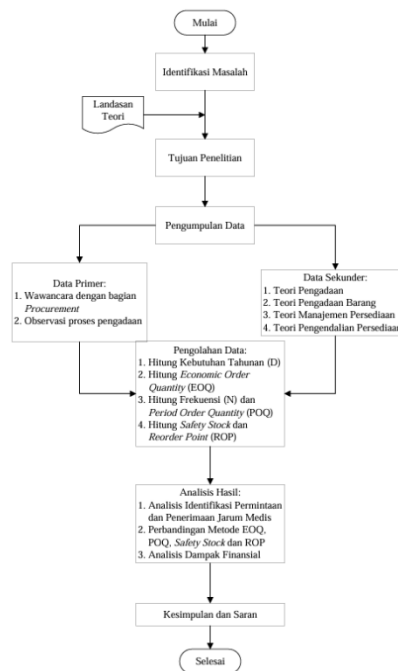 Mulai
Identifikasi Masalah
Landasan
Teori
Tujuan Penelitian
Pengumpulan Data
Data Primer:
1. Wawancara dengan bagian
Procurement
2. Observasi proses pengadaan
Data Sekunder:
1. Teori Pengadaan
2. Teori Pengadaan Barang
3. Teori Manajemen Persediaan
4. Teori Pengendalian Persediaan
Pengolahan Data:
1. Hitung Kebutuhan Tahunan (D)
2. Hitung Economic Order
Quantity (EOQ)
3. Hitung Frekuensi (N) dan
Period Order Quantity (POQ)
4. Hitung Safety Stock dan
Reorder Point (ROP)
Analisis Hasil:
1. Analisis Identifikasi Permintaan
dan Penerimaan Jarum Medis
2. Perbandingan Metode EOQ,
POQ, Safety Stock dan ROP
3. Analisis Dampak Finansial
Kesimpulan dan Saran
Selesai